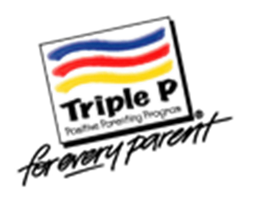 Triple P
Positive Parenting Program
®
for every parent